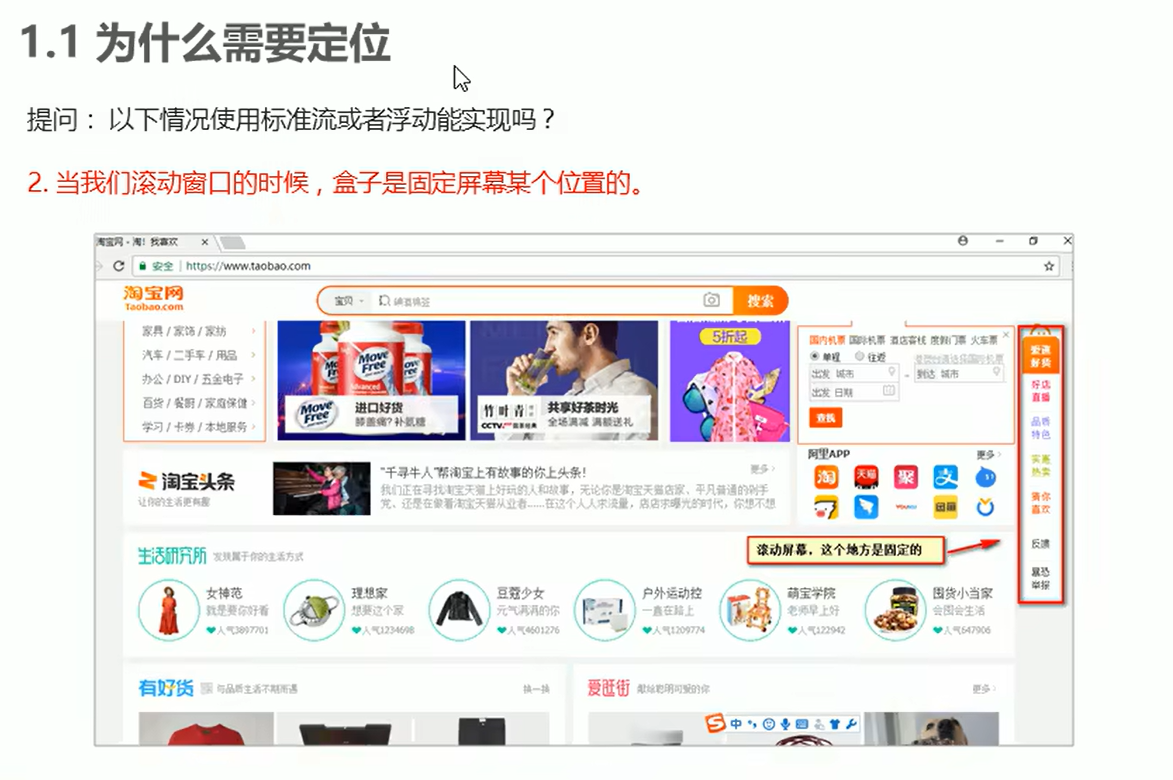 1.1 为什么需要定位
提问： 以下情况使用标准流或者浮动能实现吗？
2. 当我们滚动窗口的时候，盒子是固定屏幕某个位置的。
淘宝网 - 淘！我喜欢
安全 https://www.taobao.com
淘宝网
Taobao.com
宝贝
搜索
家具 / 家饰 / 家纺
汽车 / 二手车 / 用品
办公 / DIY / 五金电子
百货 / 餐厨 / 家庭保健
学习 / 卡券 / 本地服务
Move Free
Advanced
Move Free
进口好货
膝盖痛? 补氨糖
竹叶青
CCTV
共享好茶时光
全场满减 满额送礼
5折起
国内机票 国际机票 酒店客栈 度假门票 火车票
单程 往返
出发 城市
到达 城市
出发 日期
查找
阿里APP 更多
淘 天猫 聚 支
淘宝头条
让你的生活更有趣
"千寻牛人"帮淘宝上有故事的你上头条!
更多
我们正在寻找淘宝天猫上好玩的人和故事，无论你是淘宝天猫店家、平凡普通的剁手
党、还是在做着淘宝天猫从业者......在这个人人求流量，店店求曝光的时代，你想不想
生活研究所 发现属于你的生活方式
滚动屏幕，这个地方是固定的
女神范
就是要你好看
人气3897701
理想家
想要这个家
人气1234698
豆蔻少女
元气满满的你
人气4601276
户外运动控
一直在路上
人气1209774
萌宝学院
老师早上好
人气122942
囤货小当家
会囤会生活
人气647906
爱逛
好货
好店
直播
品质
特色
实惠
热卖
猜你
喜欢
反馈
暴恐
举报
有好货 与品质生活不期而遇 换一换
爱逛街 献给聪明可爱的你 更多
中